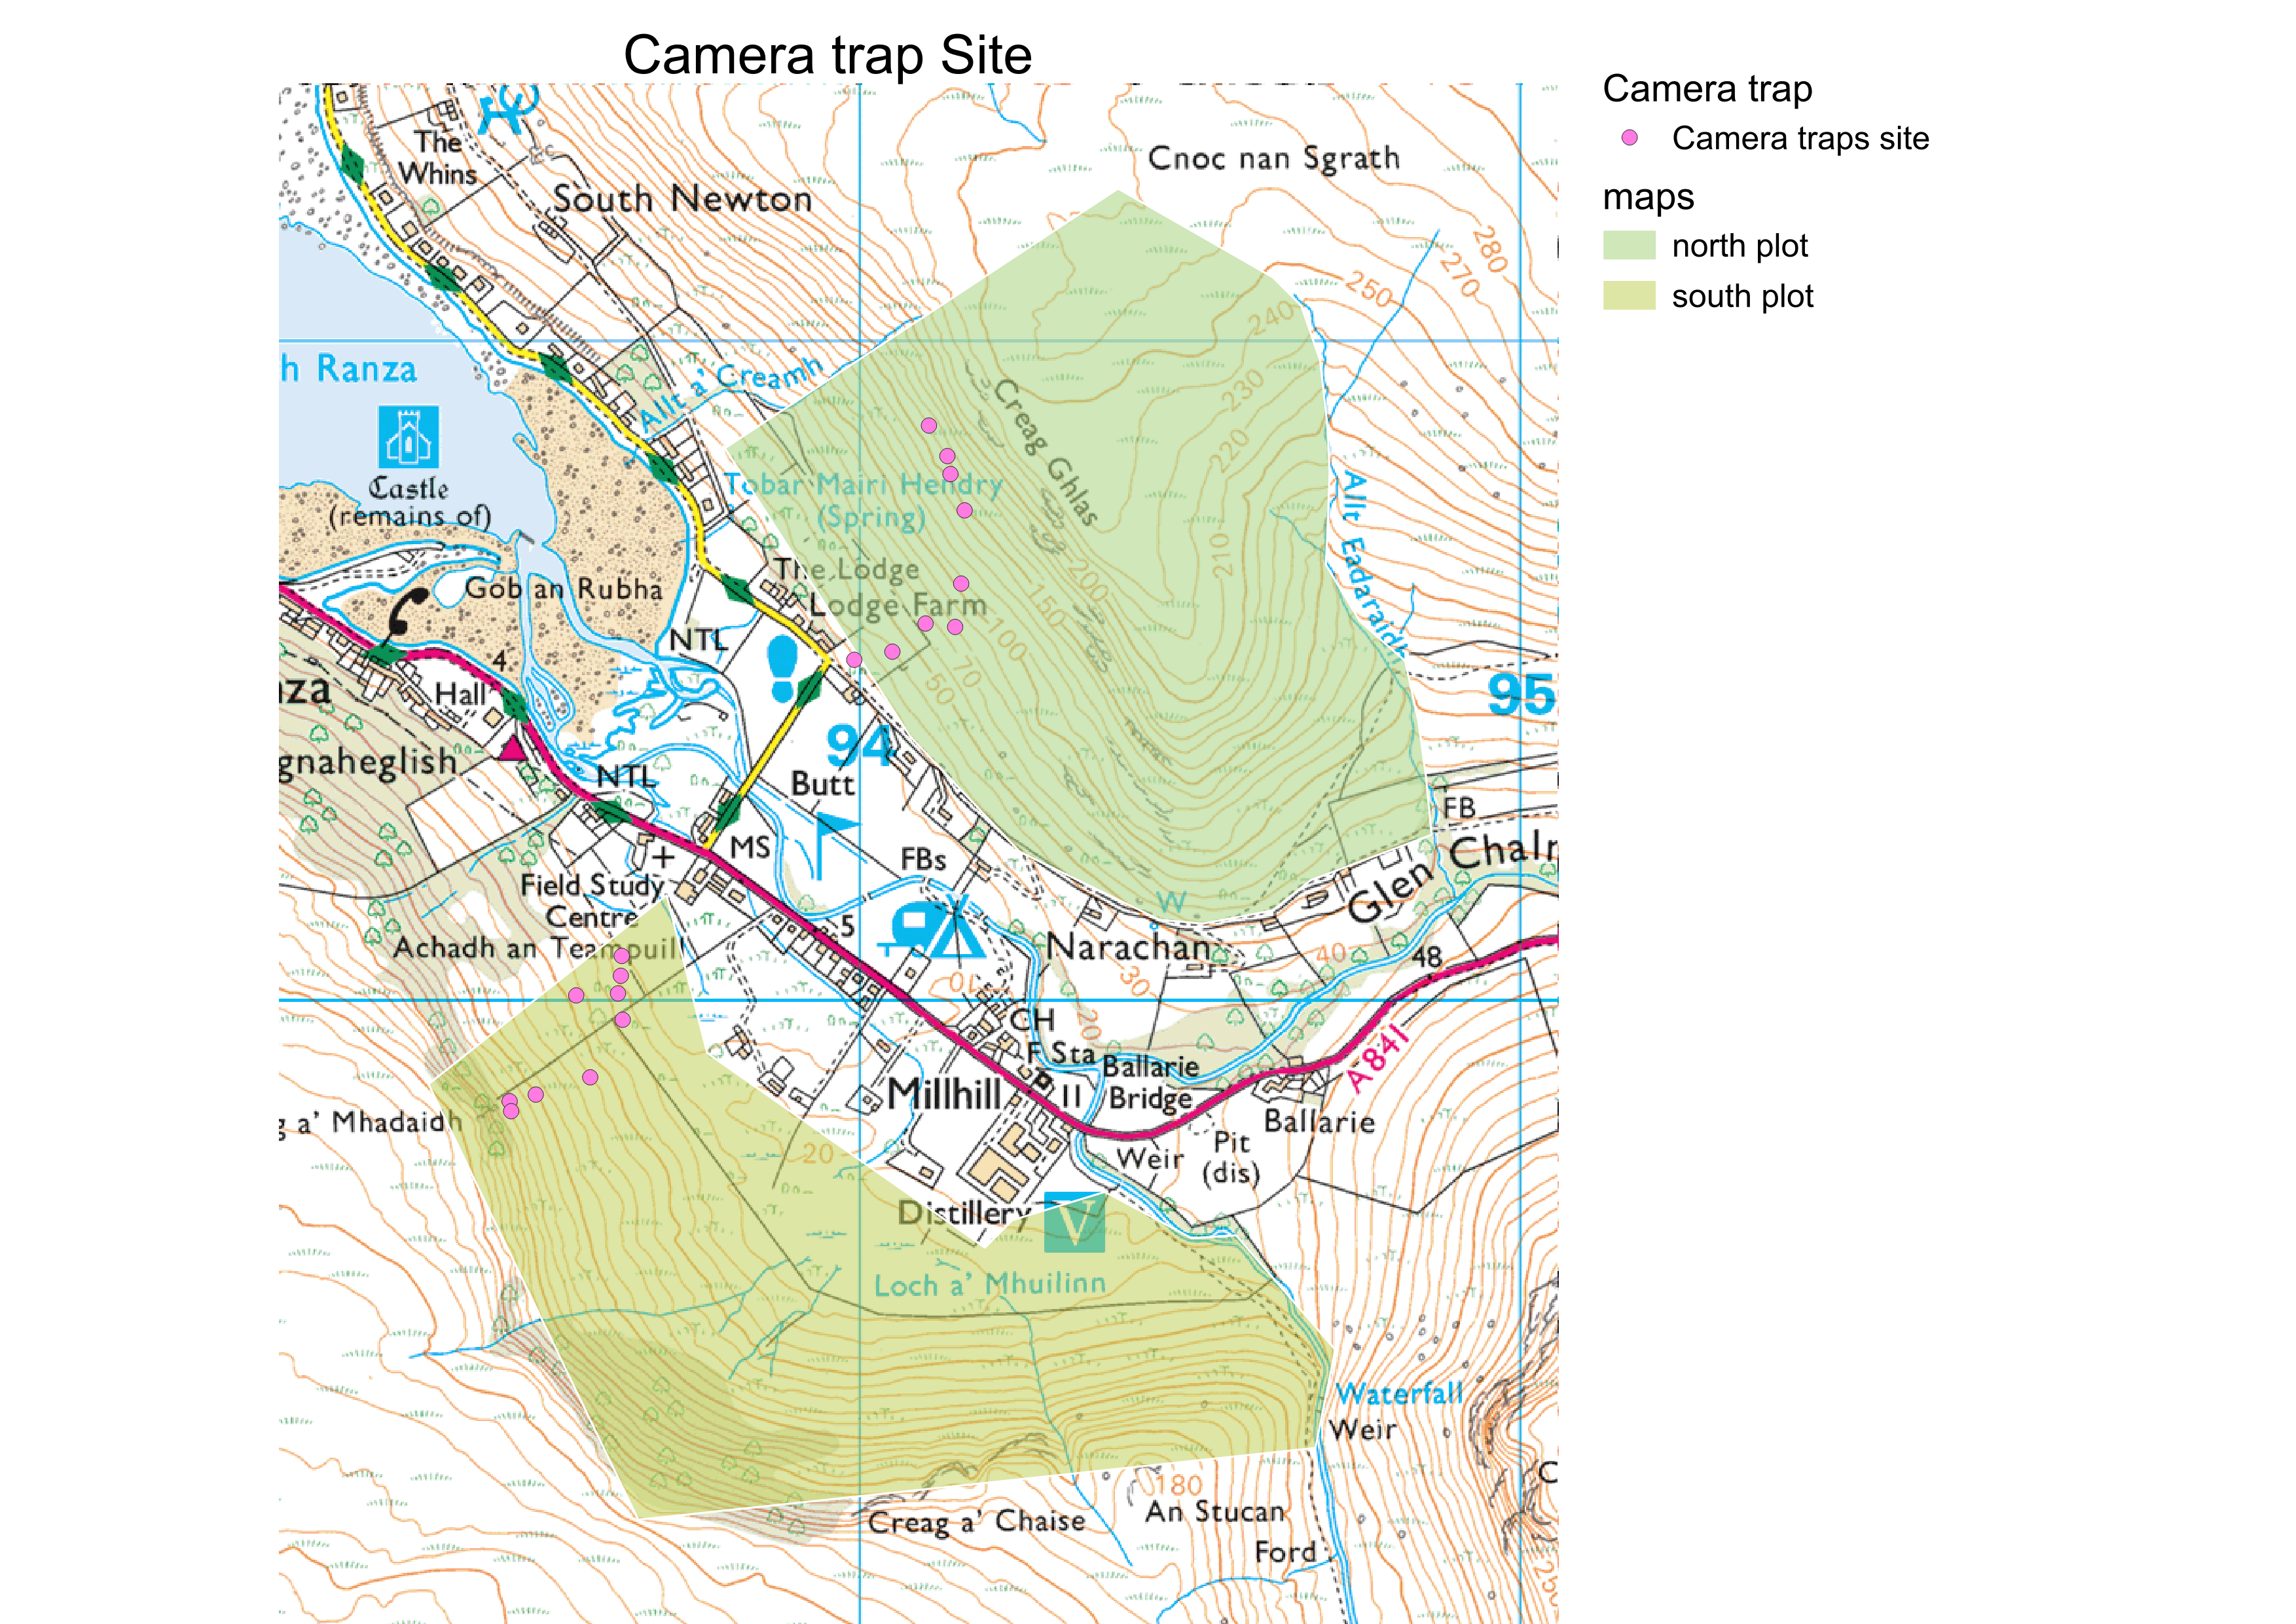 Camera trap Site
Camera trap
Camera traps site
maps
north plot
south plot
The
Whins
South Newton
Cnoc nan Sgrath
280
270
250
240
230
220
210
200
150
100
70
50
h Ranza
Allt a' Creamh
Castle
(remains of)
Creag Ghlas
Tobar Mairi Hendry
(Spring)
Allt Eadaraidh
Gob an Rubha
The Lodge
Lodge Farm
NTL
4
Hall
nza
95
94
gnaheglish
NTL
Butt
MS
FB
Chalm
Glen
FBs
Field Study
Centre
Achadh an Teampuill
5
W
Narachan
40
48
30
10
20
CH
F Sta
Ballarie
Bridge
A841
Millhill
11
g a' Mhadaidh
Ballarie
20
Weir
Pit
(dis)
Distillery
V
Loch a' Mhuilinn
Waterfall
Weir
180
Creag a' Chaise
An Stucan
Ford
C
250